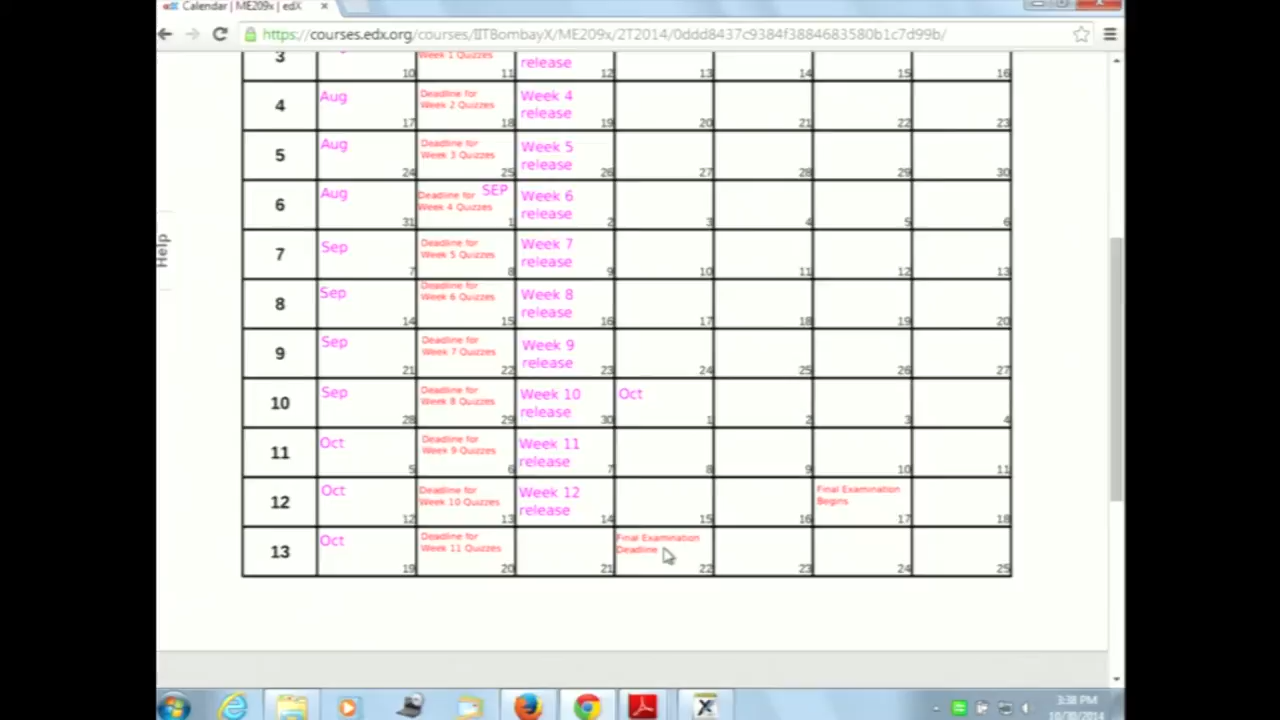 Calendar | ME209x | edX
https://courses.edx.org/courses/IITBombayX/ME209x/2T2014/0ddd8437c9384f3884683580b1c7d99b/
Help
3 10 Week 1 Quizzes 11 release 12 13 14 15 16
4 Aug 17 Deadline for Week 2 Quizzes 18 Week 4 release 19 20 21 22 23
5 Aug 24 Deadline for Week 3 Quizzes 25 Week 5 release 26 27 28 29 30
6 Aug 31 Deadline for Week 4 Quizzes SEP 1 Week 6 release 2 3 4 5 6
7 Sep 7 Deadline for Week 5 Quizzes 8 Week 7 release 9 10 11 12 13
8 Sep 14 Deadline for Week 6 Quizzes 15 Week 8 release 16 17 18 19 20
9 Sep 21 Deadline for Week 7 Quizzes 22 Week 9 release 23 24 25 26 27
10 Sep 28 Deadline for Week 8 Quizzes 29 Week 10 release 30 Oct 1 2 3 4
11 Oct 5 Deadline for Week 9 Quizzes 6 Week 11 release 7 8 9 10 11
12 Oct 12 Deadline for Week 10 Quizzes 13 Week 12 release 14 15 16 Final Examination Begins 17 18
13 Oct 19 Deadline for Week 11 Quizzes 20 21 Final Examination Deadline 22 23 24 25
3:38 PM
10/30/2014